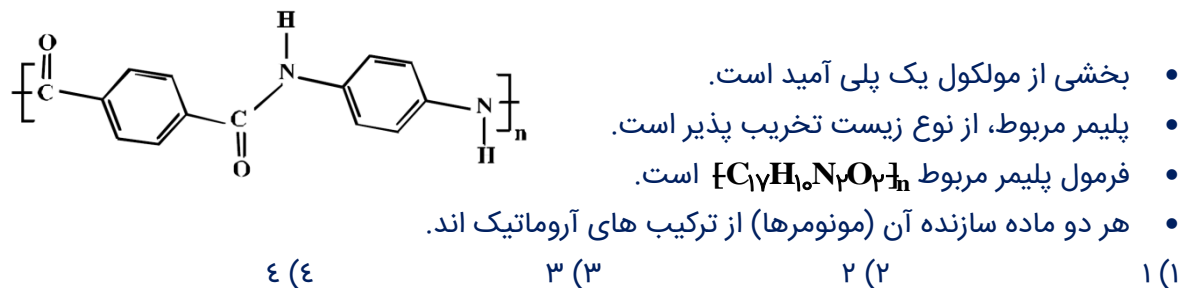 H
O
N
C
C
N
n
O
H
• بخشی از مولکول یک پلی آمید است.
• پلیمر مربوط، از نوع زیست تخریب پذیر است.
• فرمول پلیمر مربوط [C۱۷H۱۰N۲O۲]n است.
• هر دو ماده سازنده آن (مونومرها) از ترکیب های آروماتیک اند.
۱) ۱ ۲) ۲ ۳) ۳ ٤) ٤